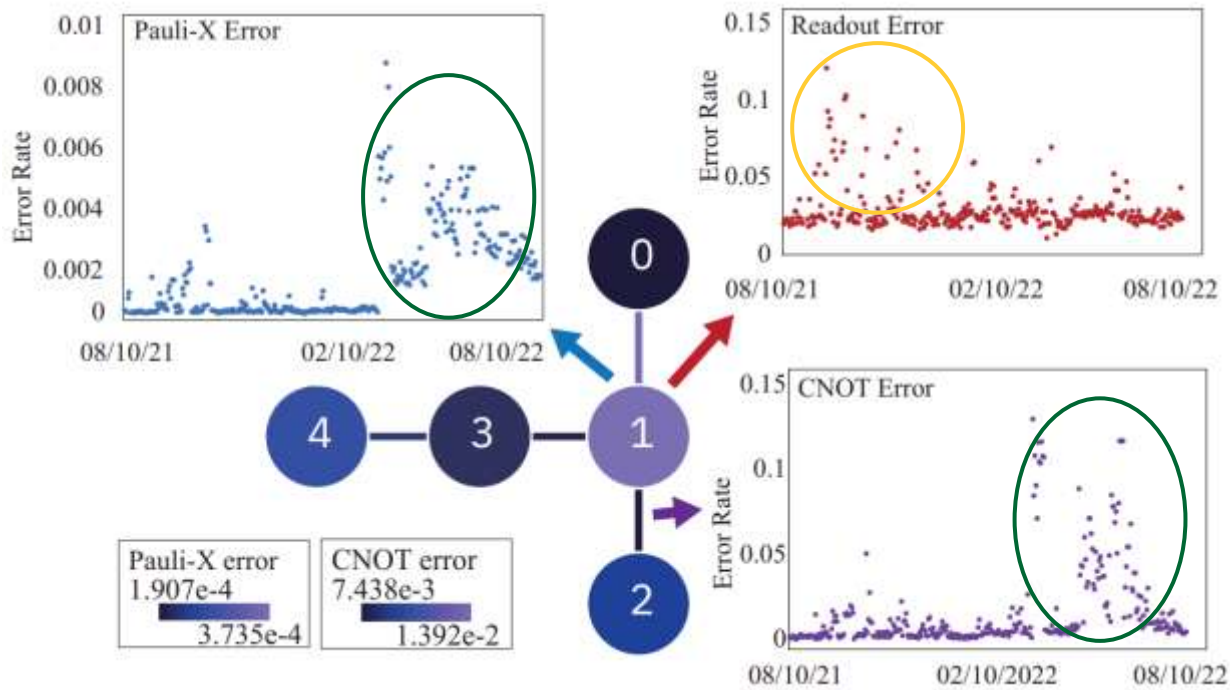 Pauli-X Error
Error Rate
0.01
0.008
0.006
0.004
0.002
0
08/10/21
02/10/22
08/10/22
Readout Error
Error Rate
0.15
0.1
0.05
0
08/10/21
02/10/22
08/10/22
0
4
3
1
2
CNOT Error
Error Rate
0.15
0.1
0.05
0
08/10/21
02/10/2022
08/10/22
Pauli-X error
1.907e-4
3.735e-4
CNOT error
7.438e-3
1.392e-2